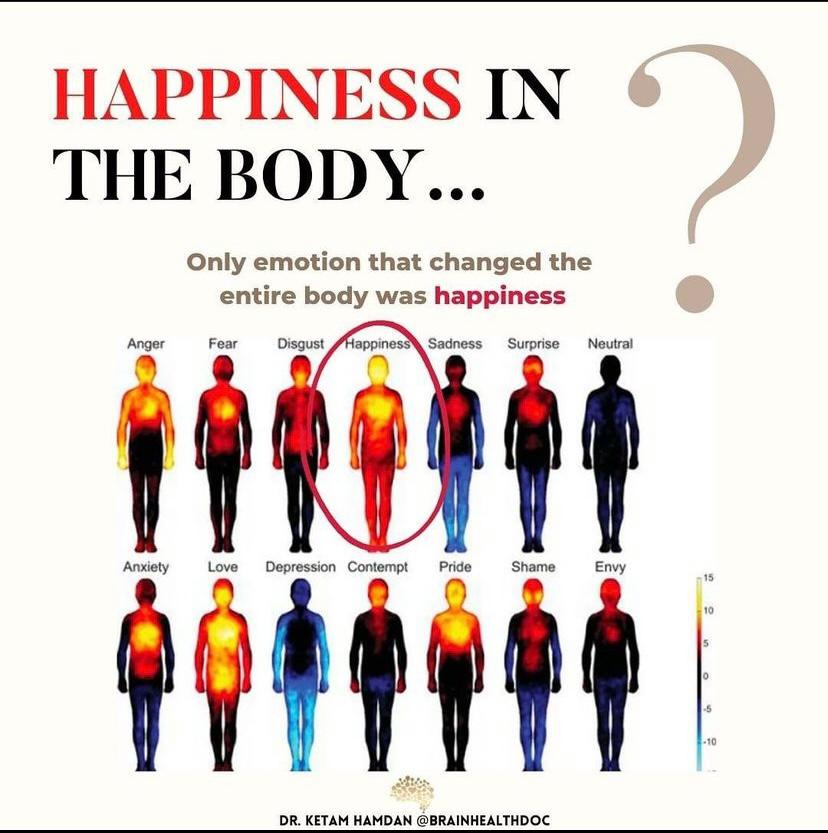 HAPPINESS IN
THE BODY...
?
Only emotion that changed the
entire body was happiness
Anger Fear Disgust Happiness Sadness Surprise Neutral
Anxiety Love Depression Contempt Pride Shame Envy
15
10
5
0
-5
-10
DR. KETAM HAMDAN @BRAINHEALTHDOC